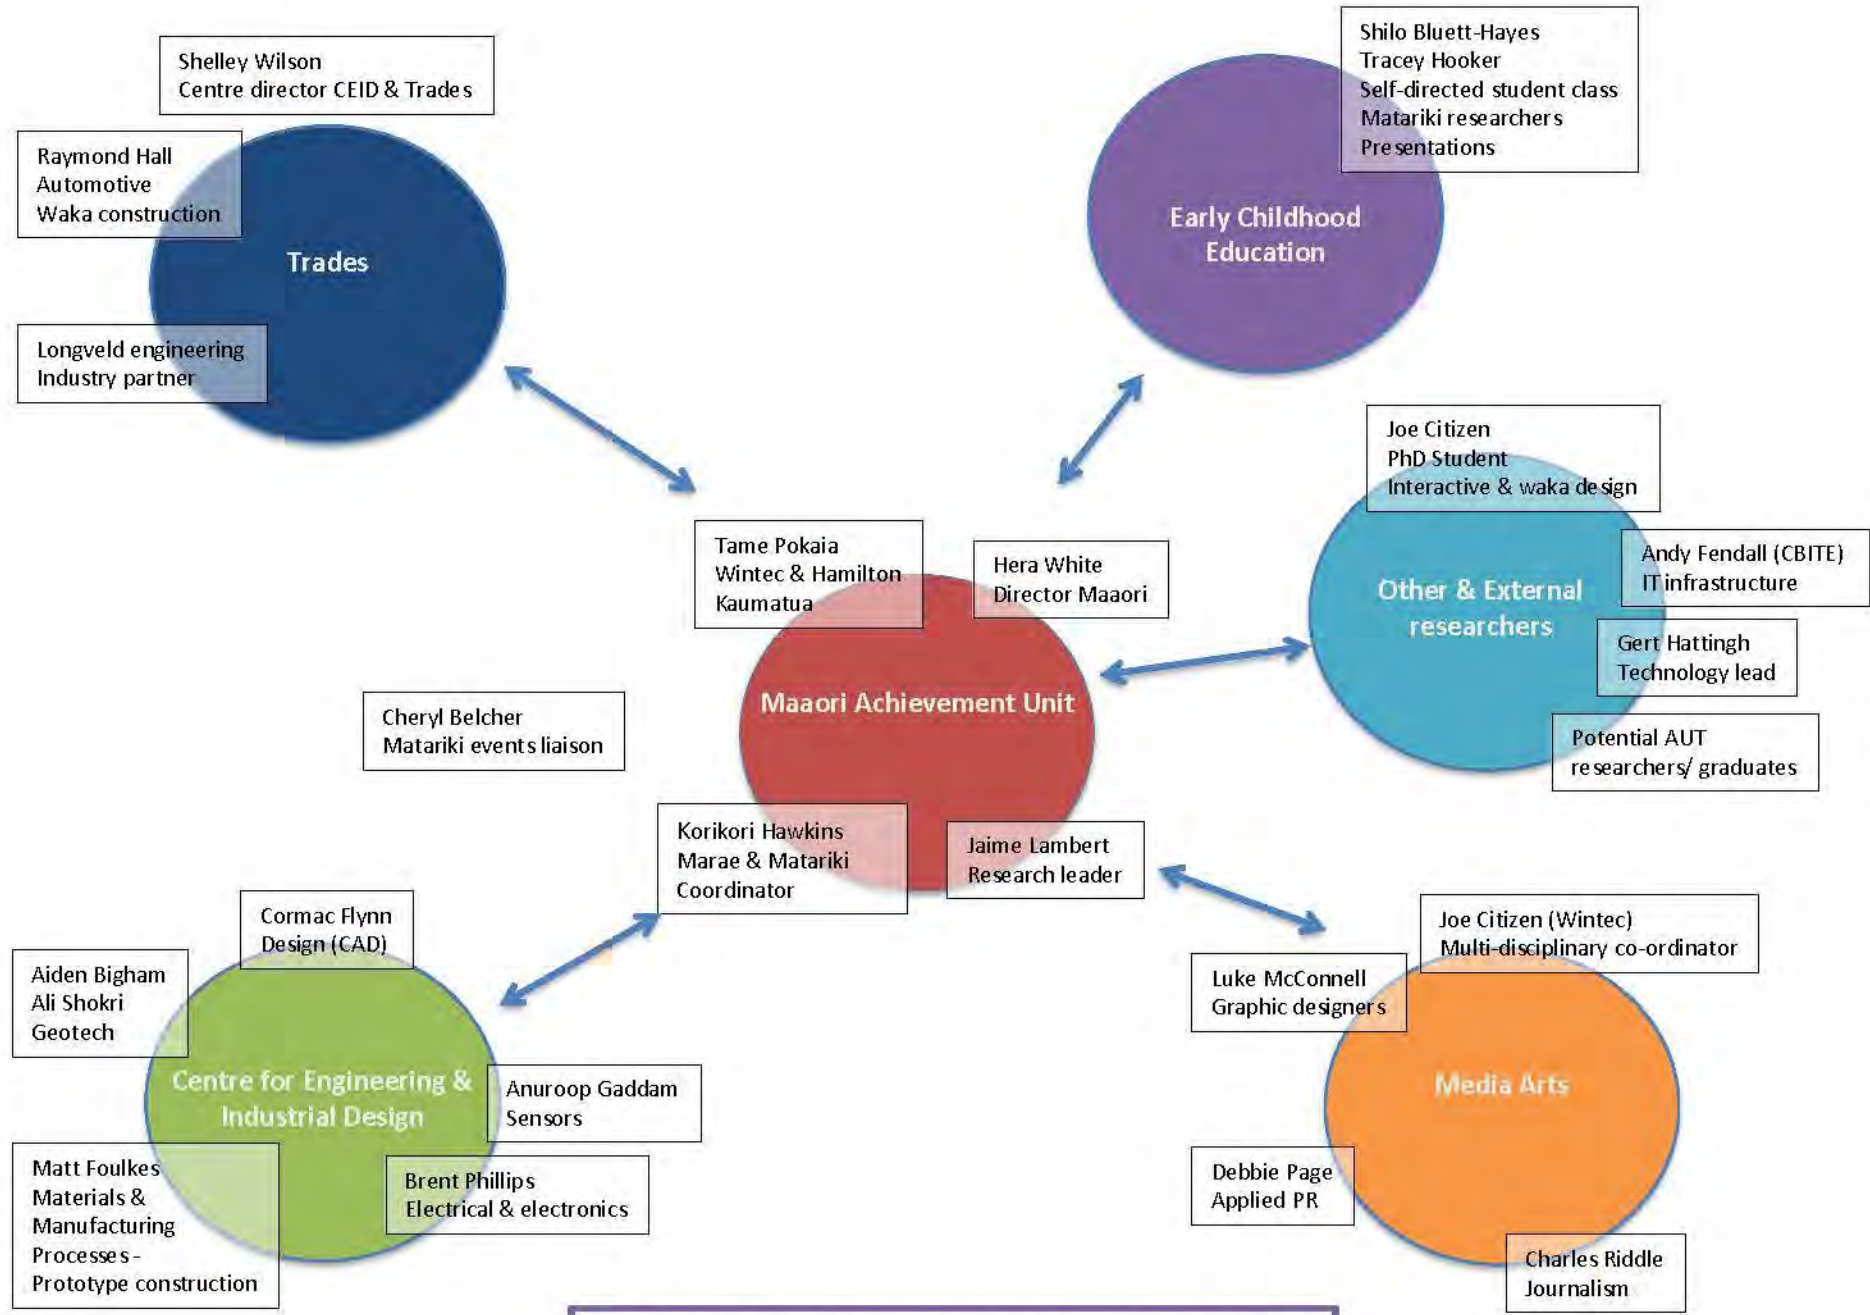 Shelley Wilson
Centre director CEID & Trades
Raymond Hall
Automotive
Waka construction
Trades
Longveld engineering
Industry partner
Shilo Bluett-Hayes
Tracey Hooker
Self-directed student class
Matariki researchers
Presentations
Early Childhood
Education
Joe Citizen
PhD Student
Interactive & waka design
Andy Fendall (CBITE)
IT infrastructure
Other & External
researchers
Gert Hattingh
Technology lead
Potential AUT
researchers/ graduates
Tame Pokaia
Wintec & Hamilton
Kaumatua
Hera White
Director Maaori
Maaori Achievement Unit
Cheryl Belcher
Matariki events liaison
Korikori Hawkins
Marae & Matariki
Coordinator
Jaime Lambert
Research leader
Cormac Flynn
Design (CAD)
Aiden Bigham
Ali Shokri
Geotech
Centre for Engineering &
Industrial Design
Anuroop Gaddam
Sensors
Matt Foulkes
Materials &
Manufacturing
Processes -
Prototype construction
Brent Phillips
Electrical & electronics
Joe Citizen (Wintec)
Multi-disciplinary co-ordinator
Luke McConnell
Graphic designers
Media Arts
Debbie Page
Applied PR
Charles Riddle
Journalism